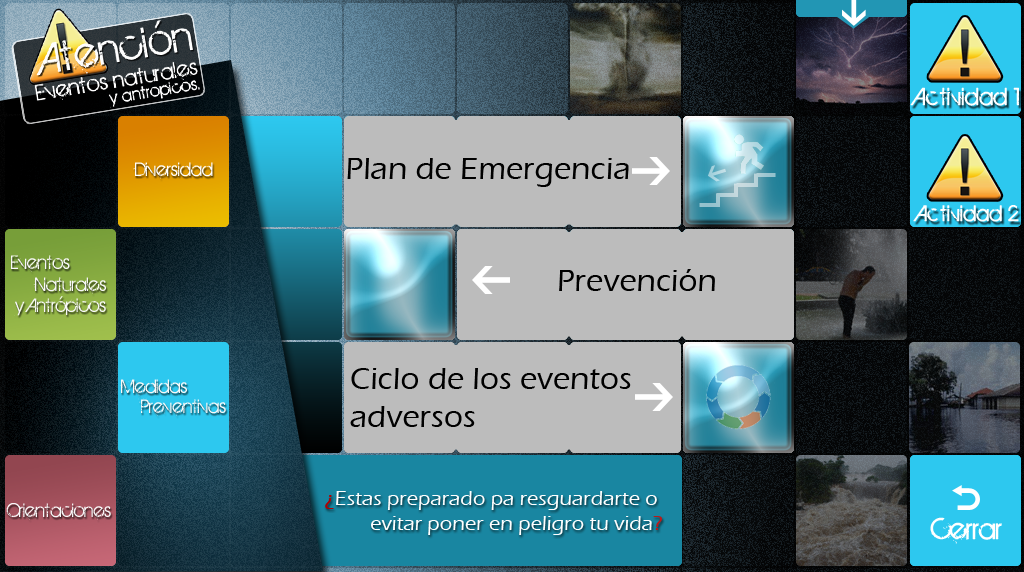 Atención
Eventos naturales
y antropicos.
Actividad 1
Diversidad
Plan de Emergencia
Actividad 2
Eventos
Naturales
y Antrópicos
Prevención
Medidas
Preventivas
Ciclo de los eventos
adversos
Orientaciones
¿Estas preparado pa resguardarte o
evitar poner en peligro tu vida?
Cerrar